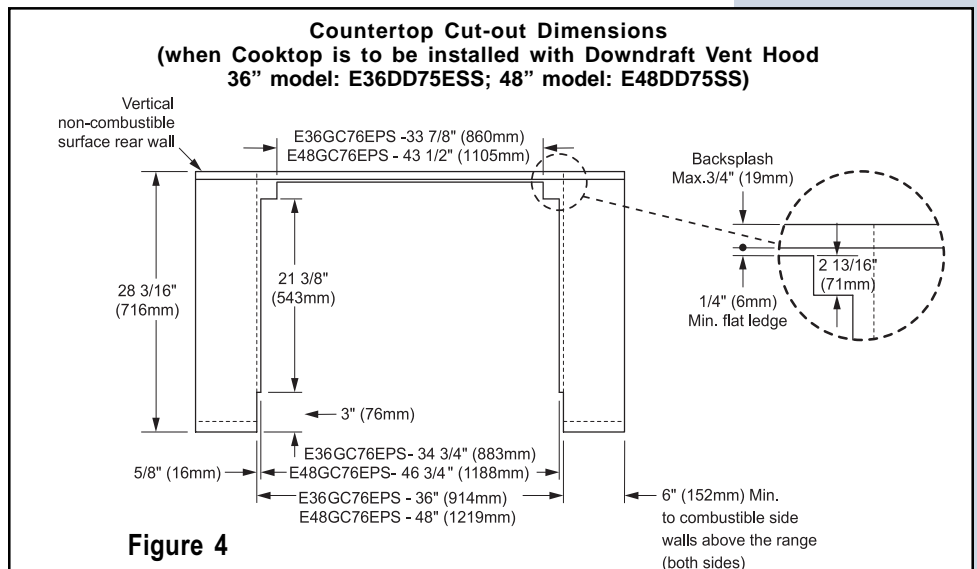 Countertop Cut-out Dimensions
(when Cooktop is to be installed with Downdraft Vent Hood
36” model: E36DD75ESS; 48” model: E48DD75SS)
Vertical
non-combustible
surface rear wall
E36GC76EPS -33 7/8" (860mm)
E48GC76EPS - 43 1/2" (1105mm)
Backsplash
Max.3/4" (19mm)
28 3/16"
(716mm)
21 3/8"
(543mm)
2 13/16"
(71mm)
1/4" (6mm)
Min. flat ledge
3" (76mm)
5/8" (16mm)
E36GC76EPS - 34 3/4" (883mm)
E48GC76EPS- 46 3/4" (1188mm)
E36GC76EPS - 36" (914mm)
E48GC76EPS - 48" (1219mm)
6" (152mm) Min.
to combustible side
walls above the range
(both sides)
Figure 4